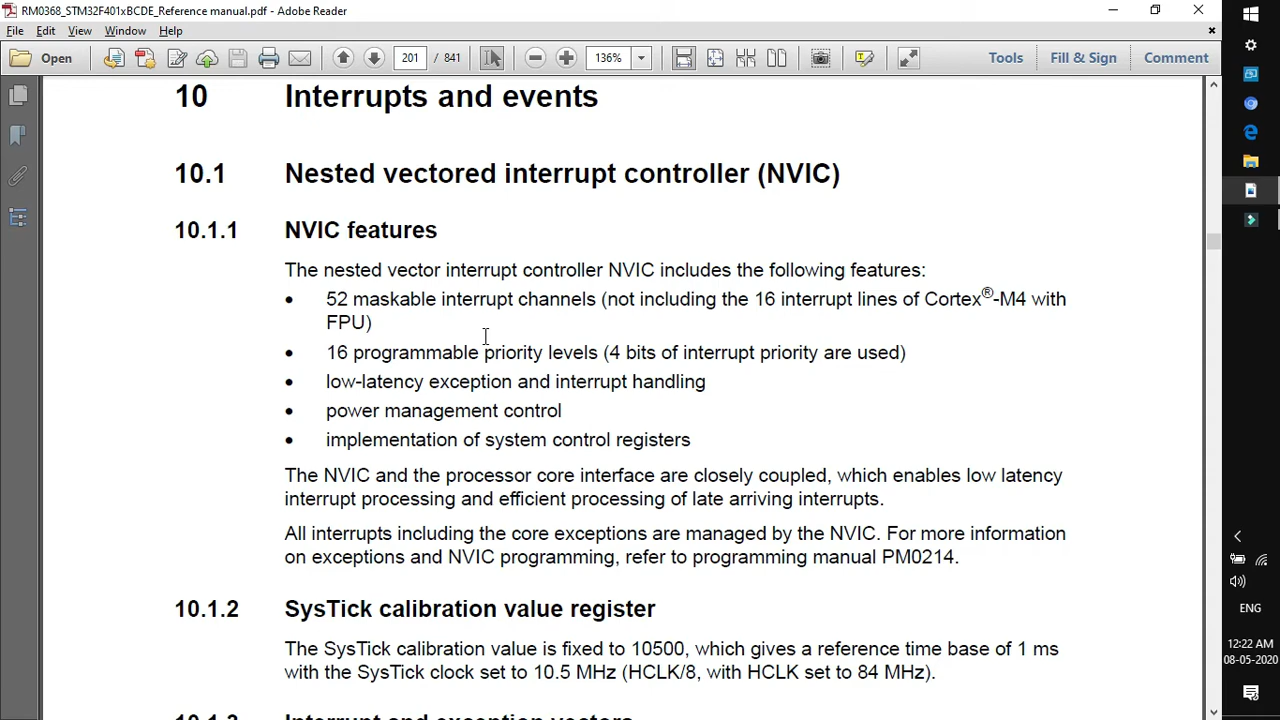 RM0368_STM32F401xBCDE_Reference manual.pdf - Adobe Reader
File Edit View Window Help
Open 201 / 841 136% Tools Fill & Sign Comment
10 Interrupts and events
10.1 Nested vectored interrupt controller (NVIC)
10.1.1 NVIC features
The nested vector interrupt controller NVIC includes the following features:
• 52 maskable interrupt channels (not including the 16 interrupt lines of Cortex®-M4 with
FPU)
• 16 programmable priority levels (4 bits of interrupt priority are used)
• low-latency exception and interrupt handling
• power management control
• implementation of system control registers
The NVIC and the processor core interface are closely coupled, which enables low latency
interrupt processing and efficient processing of late arriving interrupts.
All interrupts including the core exceptions are managed by the NVIC. For more information
on exceptions and NVIC programming, refer to programming manual PM0214.
10.1.2 SysTick calibration value register
The SysTick calibration value is fixed to 10500, which gives a reference time base of 1 ms
with the SysTick clock set to 10.5 MHz (HCLK/8, with HCLK set to 84 MHz).
10.1.3 Interrupt and exception vectors
ENG
12:22 AM
08-05-2020